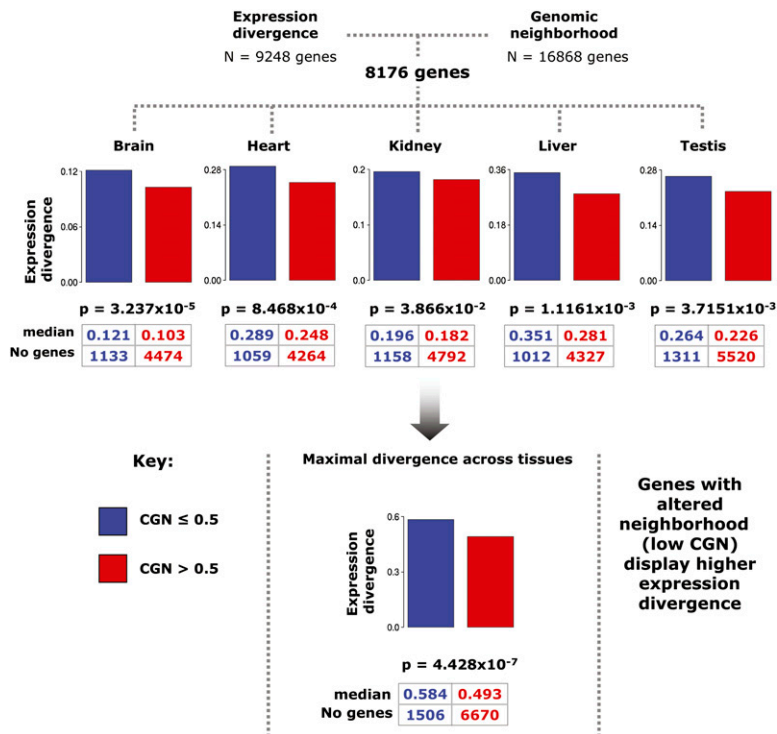 Expression
divergence
N = 9248 genes
Genomic
neighborhood
N = 16868 genes
8176 genes
Brain
Heart
Kidney
Liver
Testis
Expression
divergence
0.12
0.06
0.00
0.28
0.14
0.00
0.2
0.1
0.0
0.36
0.18
0.00
0.28
0.14
0.00
p = 3.237x10-5
p = 8.468x10-4
p = 3.866x10-2
p = 1.1161x10-3
p = 3.7151x10-3
median 0.121 0.103 0.289 0.248 0.196 0.182 0.351 0.281 0.264 0.226
No genes 1133 4474 1059 4264 1158 4792 1012 4327 1311 5520
Key:
CGN ≤ 0.5
CGN > 0.5
Maximal divergence across tissues
Expression
divergence
0.6
0.3
0.0
p = 4.428x10-7
median 0.584 0.493
No genes 1506 6670
Genes with
altered
neighborhood
(low CGN)
display higher
expression
divergence